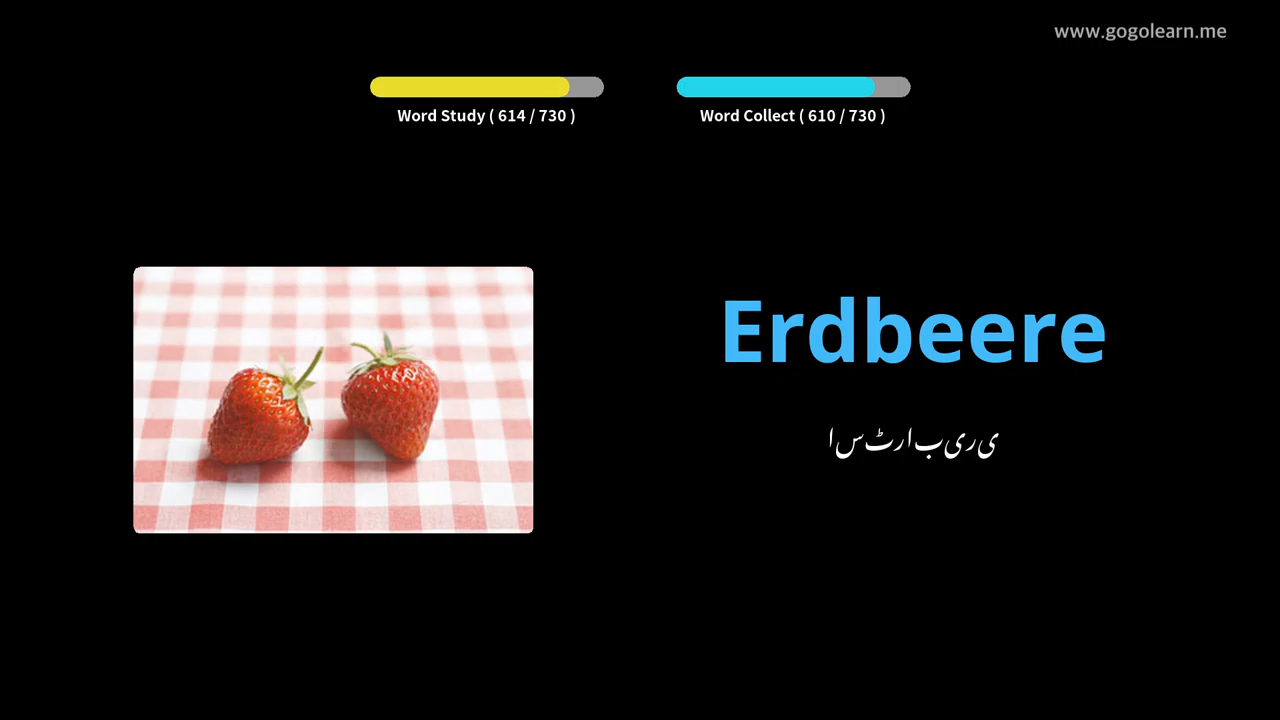 www.gogolearn.me
Word Study ( 614 / 730 )
Word Collect ( 610 / 730 )
Erdbeere
اسٹرابیری